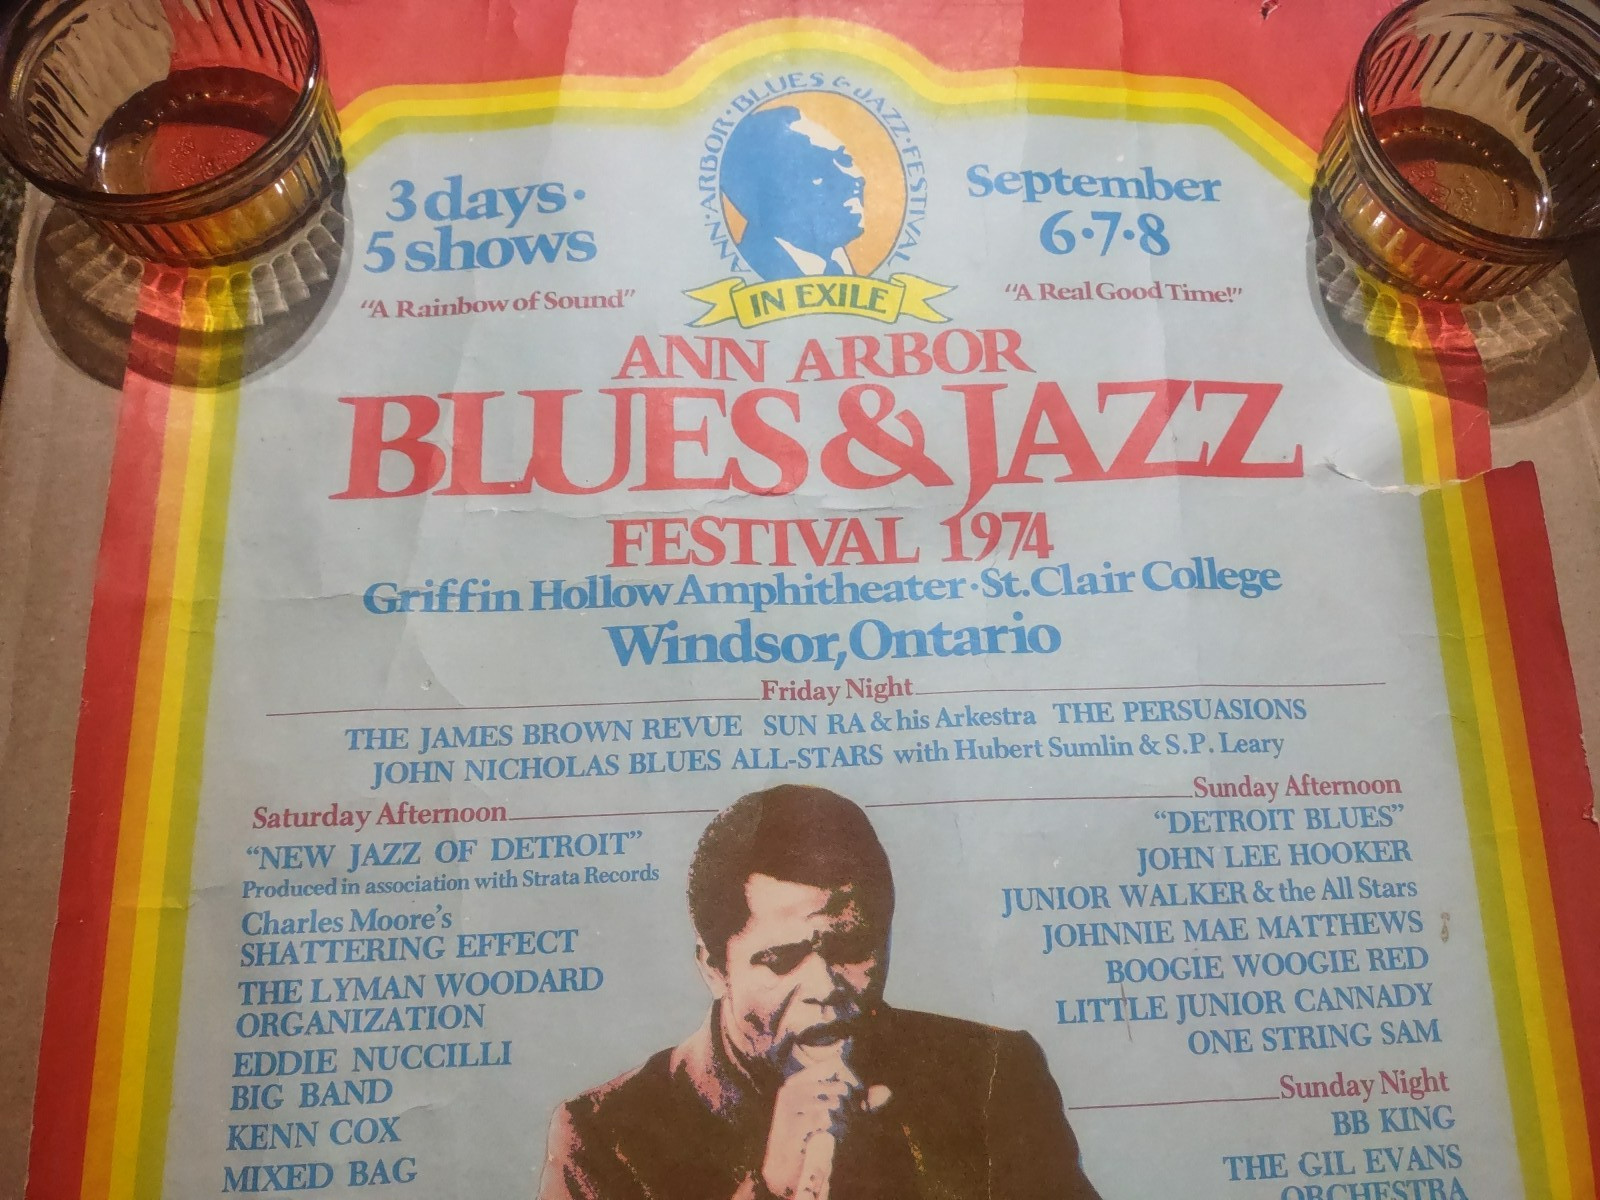 3 days·
5 shows
"A Rainbow of Sound"
ANN·ARBOR·BLUES & JAZZ·FESTIVAL
IN EXILE
September
6·7·8
"A Real Good Time!"
ANN ARBOR
BLUES & JAZZ
FESTIVAL 1974
Griffin Hollow Amphitheater·St. Clair College
Windsor, Ontario
Friday Night
THE JAMES BROWN REVUE SUN RA & his Arkestra THE PERSUASIONS
JOHN NICHOLAS BLUES ALL-STARS with Hubert Sumlin & S.P. Leary
Saturday Afternoon
"NEW JAZZ OF DETROIT"
Produced in association with Strata Records
Charles Moore's
SHATTERING EFFECT
THE LYMAN WOODARD
ORGANIZATION
EDDIE NUCCILLI
BIG BAND
KENN COX
MIXED BAG
Sunday Afternoon
"DETROIT BLUES"
JOHN LEE HOOKER
JUNIOR WALKER & the All Stars
JOHNNIE MAE MATTHEWS
BOOGIE WOOGIE RED
LITTLE JUNIOR CANNADY
ONE STRING SAM
Sunday Night
BB KING
THE GIL EVANS
ORCHESTRA